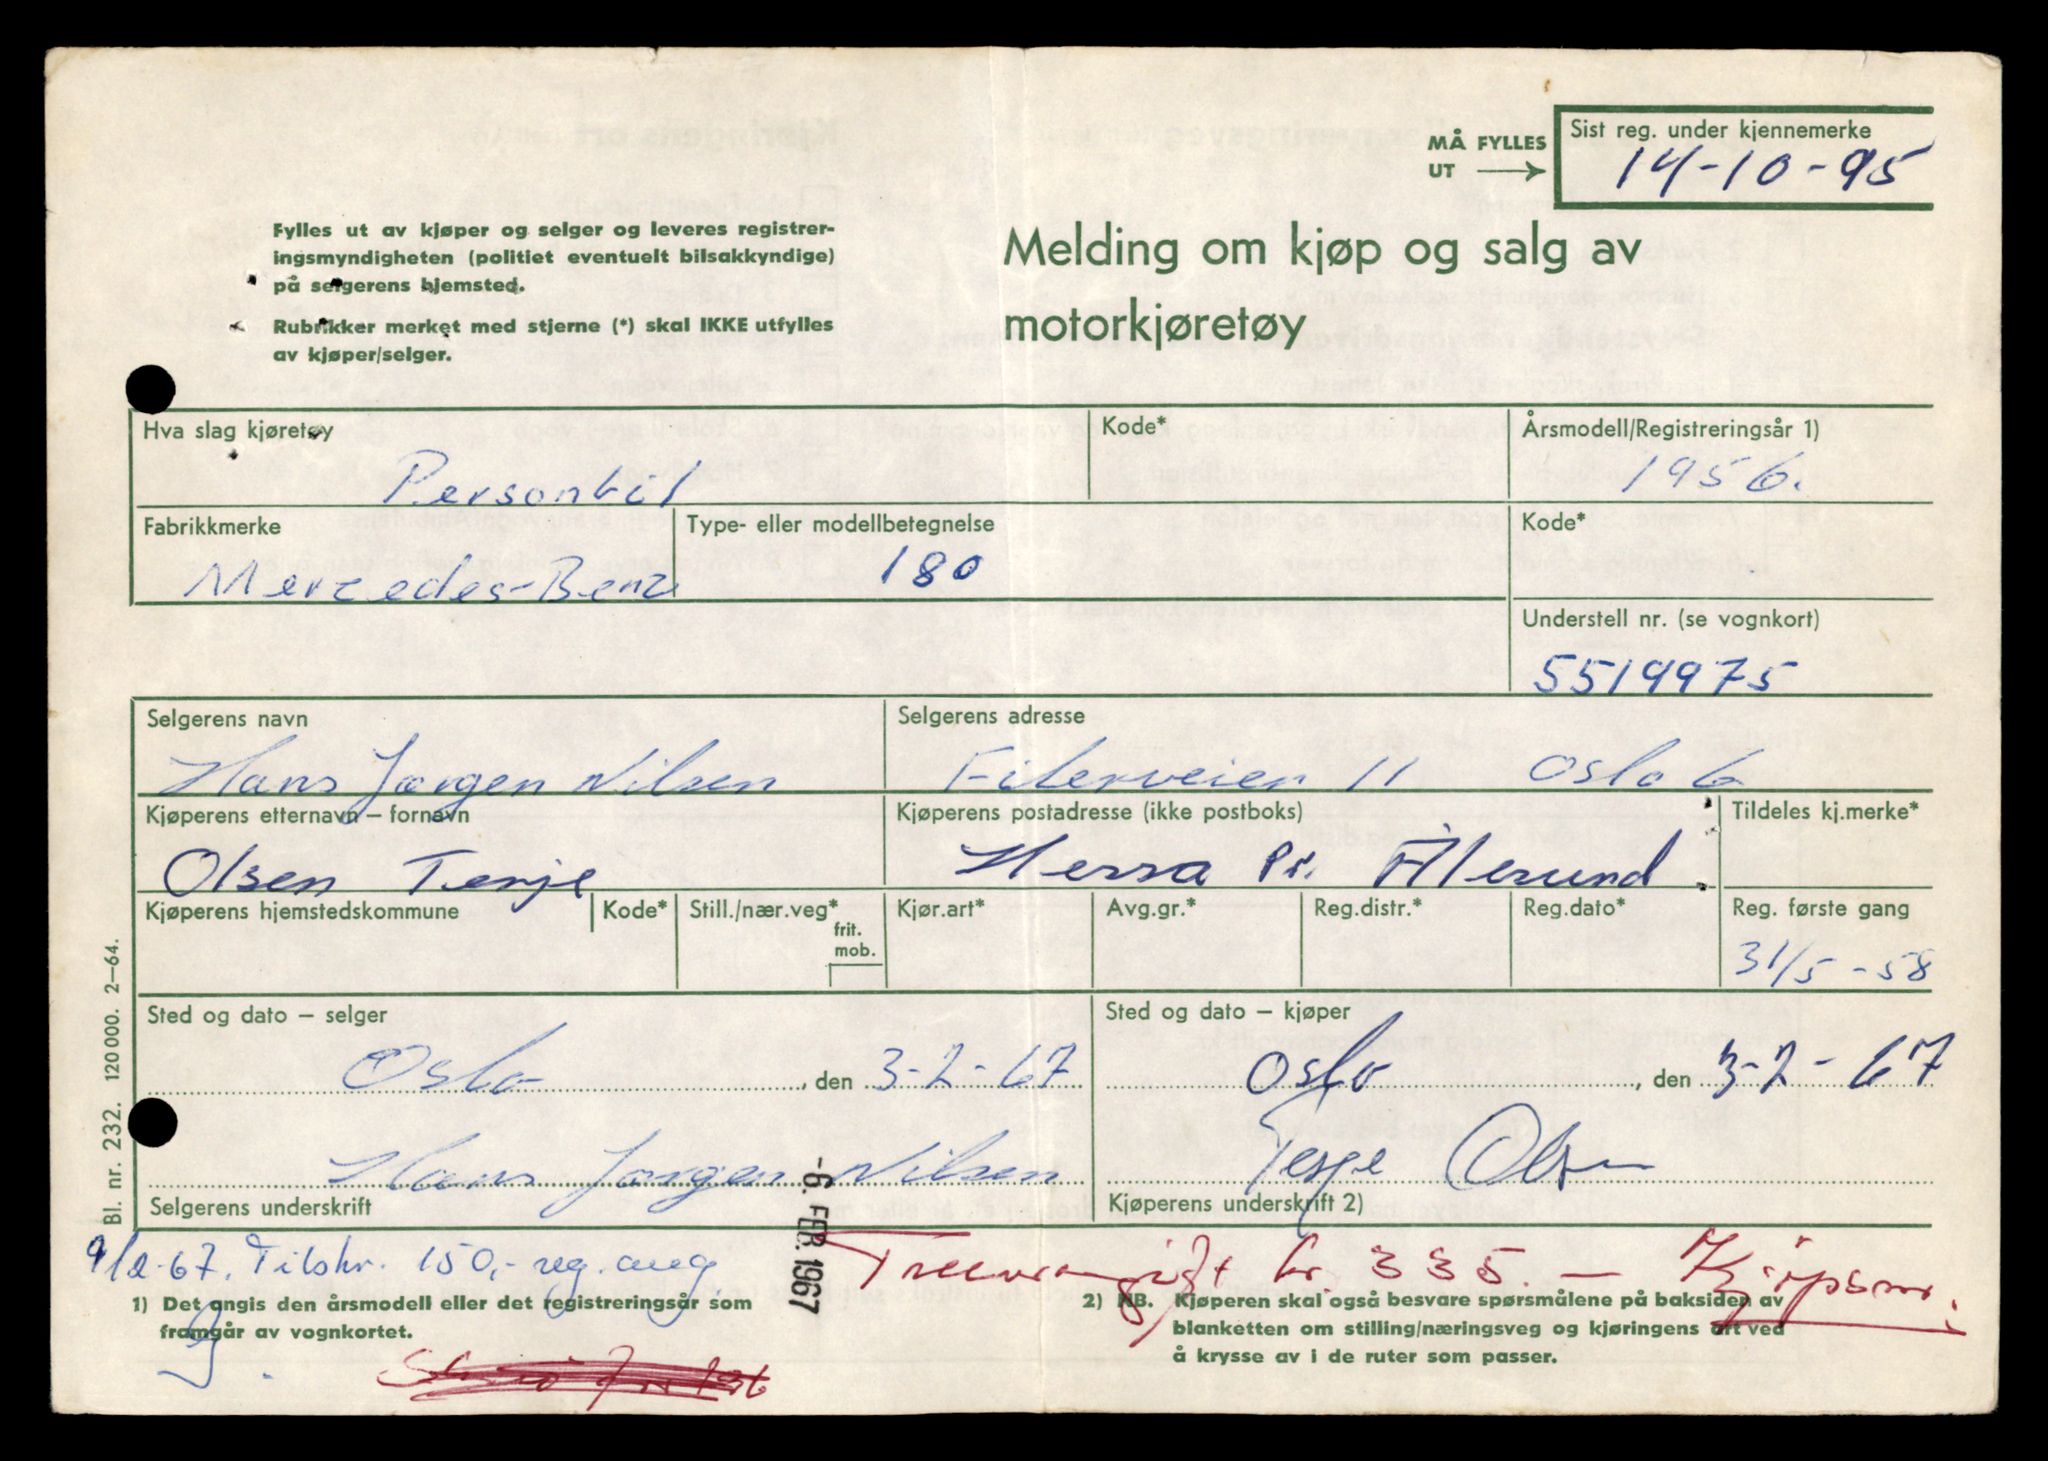 MÅ FYLLES
UT
Sist reg. under kjennemerke
14-10-95
Fylles ut av kjøper og selger og leveres registrer-
ingsmyndigheten (politiet eventuelt bilsakkyndige)
på selgerens hjemsted.
Rubrikker merket med stjerne (*) skal IKKE utfylles
av kjøper/selger.
Melding om kjøp og salg av
motorkjøretøy
Hva slag kjøretøy
Personbil
Kode*
Årsmodell/Registreringsår 1)
1956.
Fabrikkmerke
Mercedes-Benz
Type- eller modellbetegnelse
180
Kode*
Understell nr. (se vognkort)
5519975
Selgerens navn
Hans Jørgen Nilsen
Selgerens adresse
11 Oslo 6
Kjøperens etternavn – fornavn
Olsen Terje
Kjøperens postadresse (ikke postboks)
Hessa Pr. Ålesund
Tildeles kj.merke*
Kjøperens hjemstedskommune
Kode*
Still./nær.veg*
frit.
mob.
Kjør.art*
Avg.gr.*
Reg.distr.*
Reg.dato*
Reg. første gang
31/5-58
Sted og dato – selger
Oslo, den 3-2-67
Sted og dato – kjøper
Oslo, den 3-2-67
Hans Jørgen Nilsen
Selgerens underskrift
Terje Olsen
Kjøperens underskrift 2)
Bl. nr. 232. 120 000. 2–64.
-6. FEB. 1967
9/2-67. Tilskr. 150,- reg. avg.
kr. 335. –
1) Det angis den årsmodell eller det registreringsår som
framgår av vognkortet.
2) NB. Kjøperen skal også besvare spørsmålene på baksiden av
blanketten om stilling/næringsveg og kjøringens art ved
å krysse av i de ruter som passer.